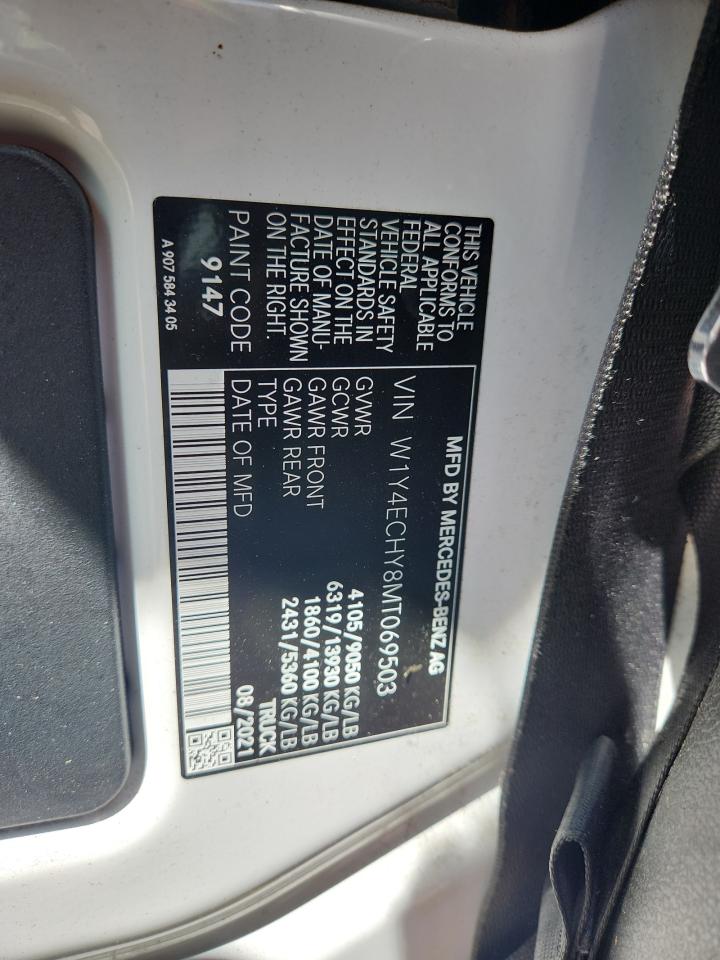 THIS VEHICLE
CONFORMS TO
ALL APPLICABLE
FEDERAL
VEHICLE SAFETY
STANDARDS IN
EFFECT ON THE
DATE OF MANU-
FACTURE SHOWN
ON THE RIGHT.
PAINT CODE
9147
A 907 584 34 05
MFD BY MERCEDES-BENZ AG
VIN W1Y4ECHY8MT069503
GVWR 4105/9050 KG/LB
GCWR 6319/13930 KG/LB
GAWR FRONT 1860/4100 KG/LB
GAWR REAR 2431/5360 KG/LB
TYPE TRUCK
DATE OF MFD 08/2021